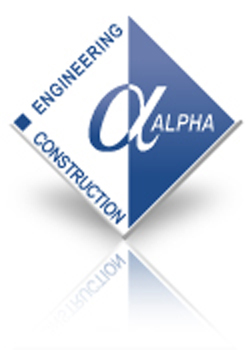 ENGINEERING
CONSTRUCTION
α ALPHA